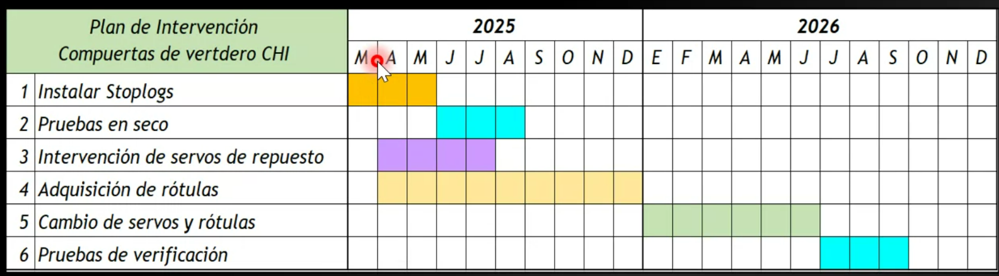 Plan de Intervención
Compuertas de vertdero CHI
2025
2026
M A M J J A S O N D E F M A M J J A S O N D
1 Instalar Stoplogs
2 Pruebas en seco
3 Intervención de servos de repuesto
4 Adquisición de rótulas
5 Cambio de servos y rótulas
6 Pruebas de verificación